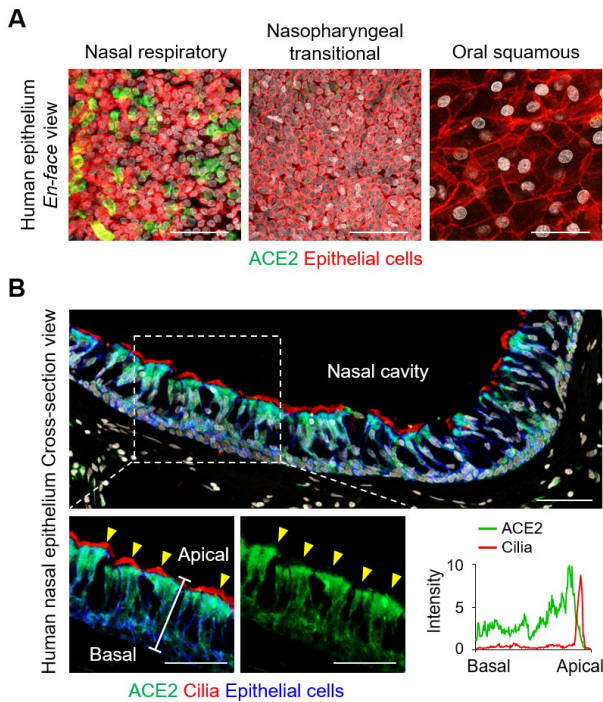 A
Nasal respiratory
Nasopharyngeal
transitional
Oral squamous
Human epithelium
En-face view
ACE2 Epithelial cells
B
Human nasal epithelium Cross-section view
Nasal cavity
Apical
Basal
ACE2 Cilia Epithelial cells
ACE2
Cilia
Intensity
10
5
0
Basal
Apical